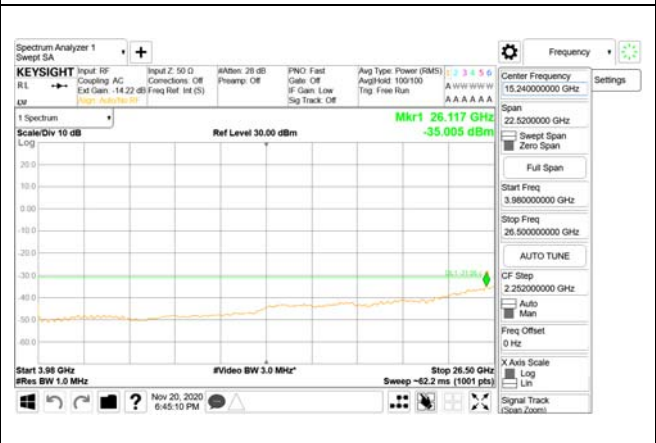 Spectrum Analyzer 1
Swept SA
Frequency
KEYSIGHT
RL
LXI
Input: RF
Coupling: AC
Ext Gain: -14.22 dB
Align: Auto/No RF
Input Z: 50 Ω
Corrections: Off
Freq Ref: Int (S)
#Atten: 28 dB
Preamp: Off
PNO: Fast
Gate: Off
IF Gain: Low
Sig Track: Off
Avg Type: Power (RMS)
Avg|Hold: 100/100
Trig: Free Run
1 2 3 4 5 6
A W W W W W
A A A A A A
Center Frequency
15.240000000 GHz
Settings
Span
22.5200000 GHz
Swept Span
Zero Span
Full Span
Start Freq
3.980000000 GHz
Stop Freq
26.500000000 GHz
AUTO TUNE
CF Step
2.252000000 GHz
Auto
Man
Freq Offset
0 Hz
X Axis Scale
Log
Lin
Signal Track
(Span Zoom)
1 Spectrum
Scale/Div 10 dB
Ref Level 30.00 dBm
Mkr1 26.117 GHz
-35.005 dBm
Log
20.0
10.0
0.00
-10.0
-20.0
-30.0
-40.0
-50.0
-60.0
Start 3.98 GHz
#Res BW 1.0 MHz
#Video BW 3.0 MHz*
Stop 26.50 GHz
Sweep ~62.2 ms (1001 pts)
Nov 20, 2020
6:45:10 PM